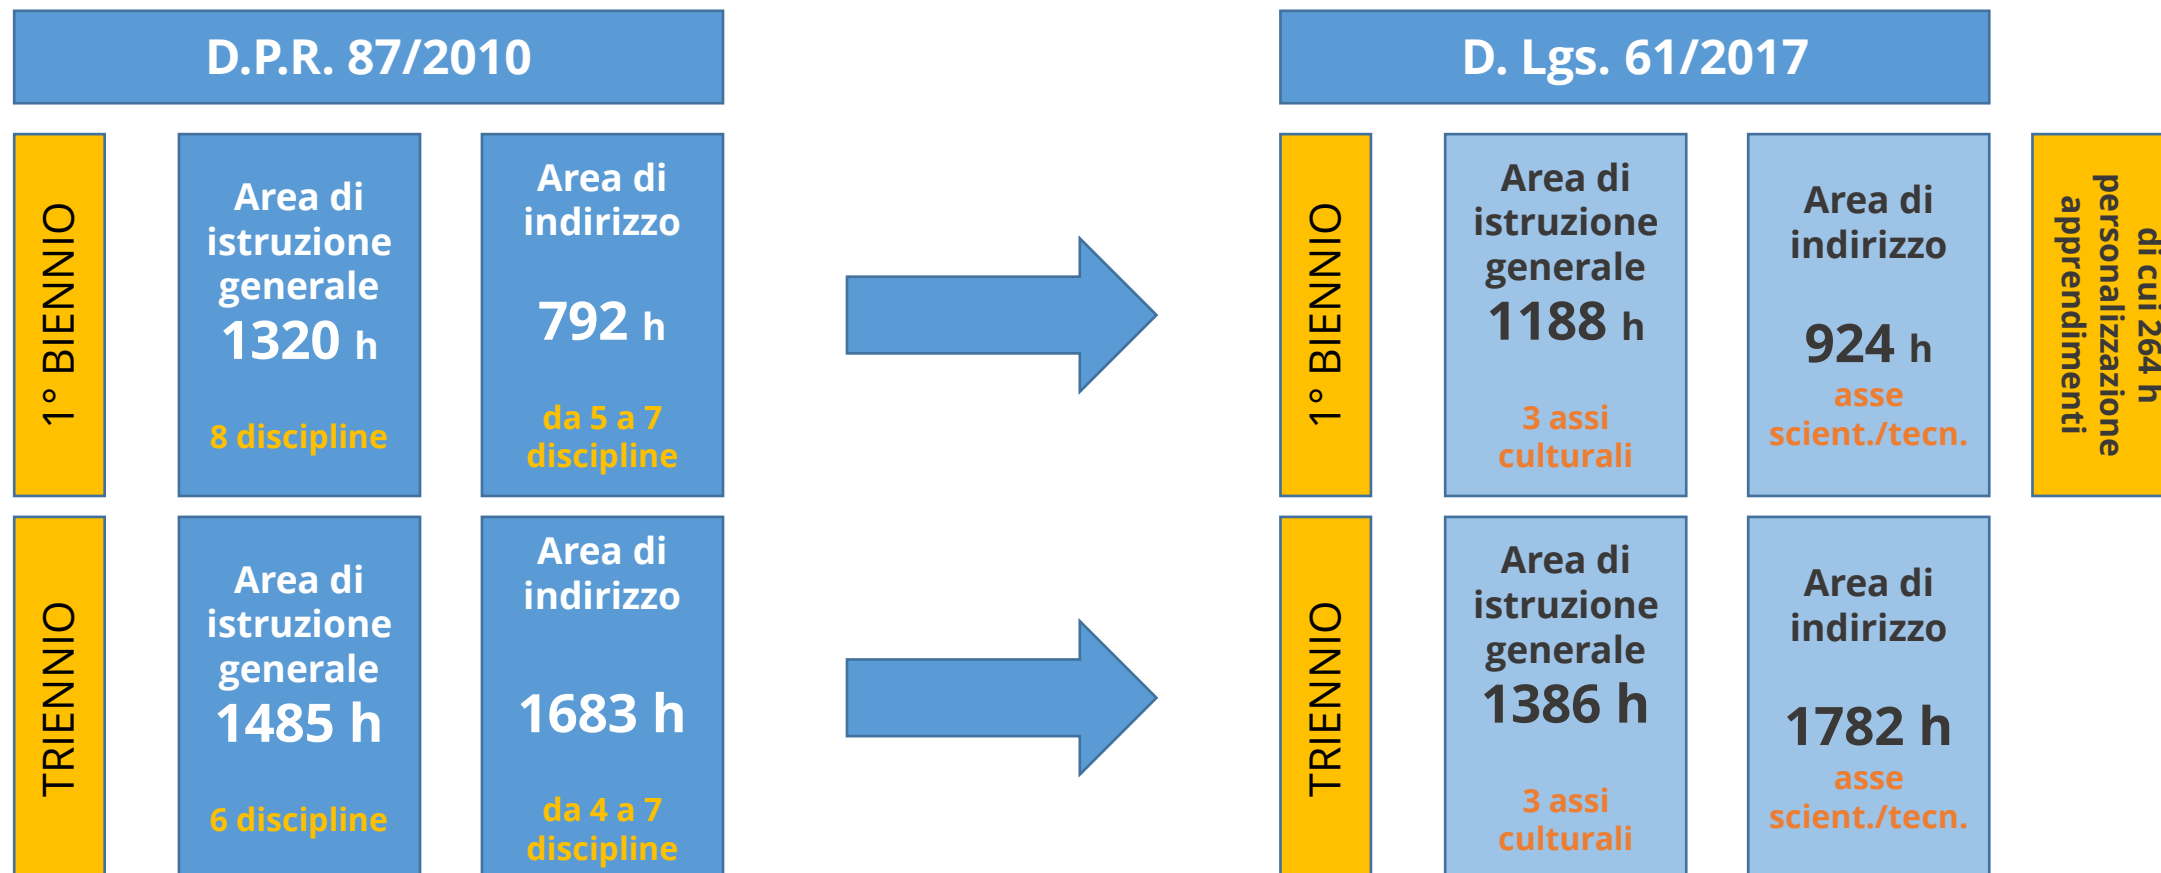 D.P.R. 87/2010
D. Lgs. 61/2017
1° BIENNIO
Area di
istruzione
generale
1320 h
8 discipline
Area di
indirizzo
792 h
da 5 a 7
discipline
1° BIENNIO
Area di
istruzione
generale
1188 h
3 assi
culturali
Area di
indirizzo
924 h
asse
scient./tecn.
di cui 264 h
personalizzazione
apprendimenti
TRIENNIO
Area di
istruzione
generale
1485 h
6 discipline
Area di
indirizzo
1683 h
da 4 a 7
discipline
TRIENNIO
Area di
istruzione
generale
1386 h
3 assi
culturali
Area di
indirizzo
1782 h
asse
scient./tecn.